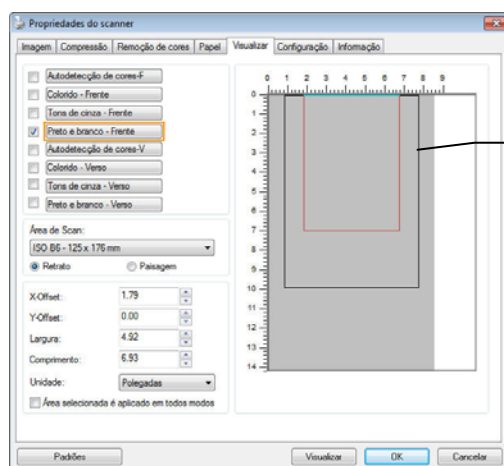 Propriedades do scanner
Imagem Compressão Remoção de cores Papel Visualizar Configuração Informação
Autodetecção de cores-F
Colorido - Frente
Tons de cinza - Frente
Preto e branco - Frente
Autodetecção de cores-V
Colorido - Verso
Tons de cinza - Verso
Preto e branco - Verso
Área de Scan:
ISO B6 - 125 x 176 mm
Retrato Paisagem
X-Offset: 1.79
Y-Offset: 0.00
Largura: 4.92
Comprimento: 6.93
Unidade: Polegadas
Área selecionada é aplicado em todos modos
0 1 2 3 4 5 6 7 8 9
0
1
2
3
4
5
6
7
8
9
10
11
12
13
14
Padrões Visualizar OK Cancelar